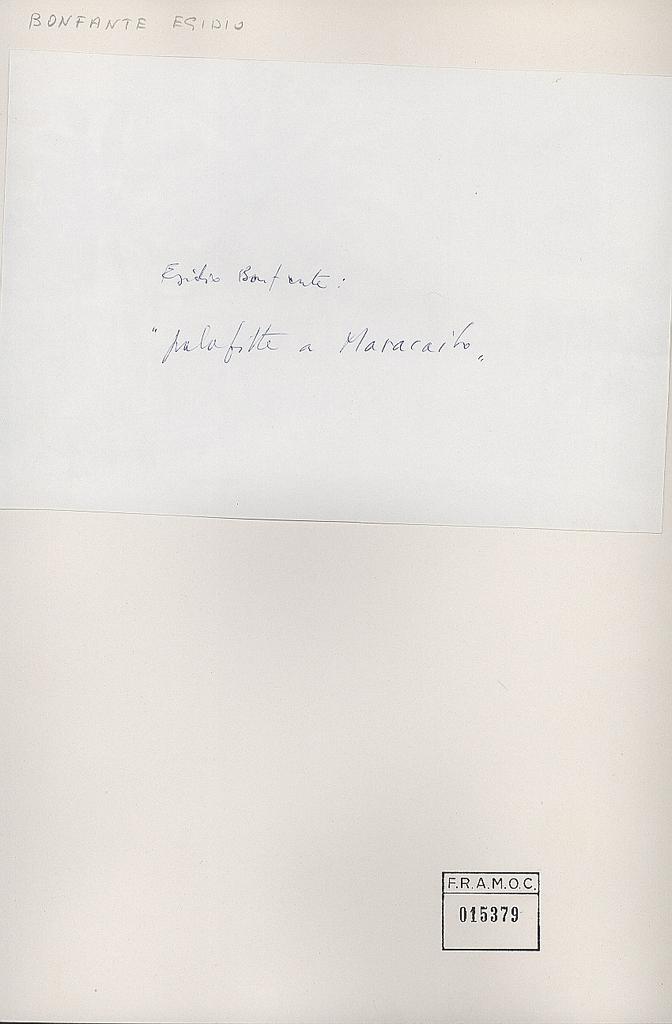 BONFANTE EGIDIO
Egidio Bonfante:
"palafitte a Maracaibo„
F.R.A.M.O.C.
015379